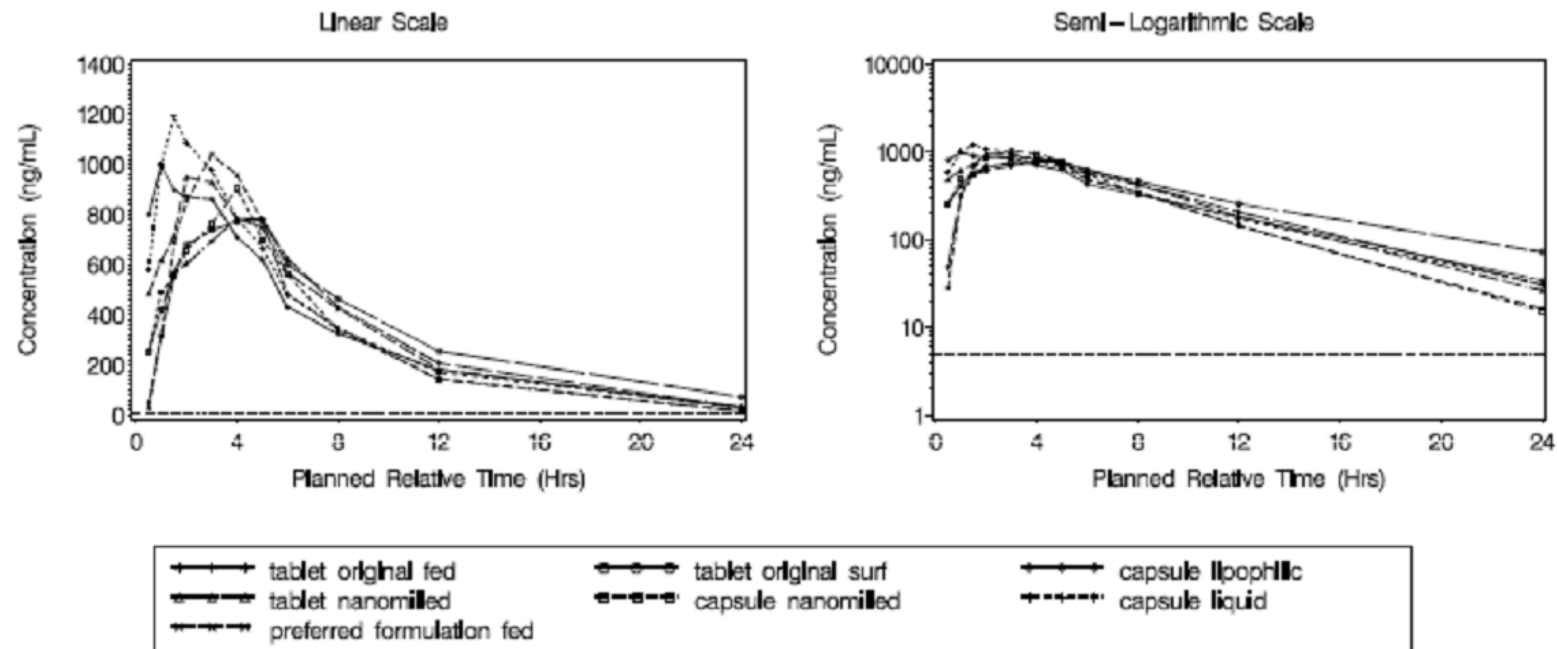 Linear Scale
Semi-Logarithmic Scale
1400
1200
1000
800
600
400
200
0
Concentration (ng/mL)
0 4 8 12 16 20 24
Planned Relative Time (Hrs)
10000
1000
100
10
1
Concentration (ng/mL)
0 4 8 12 16 20 24
Planned Relative Time (Hrs)
tablet original fed
tablet original surf
capsule lipophilic
tablet nanomilled
capsule nanomilled
capsule liquid
preferred formulation fed